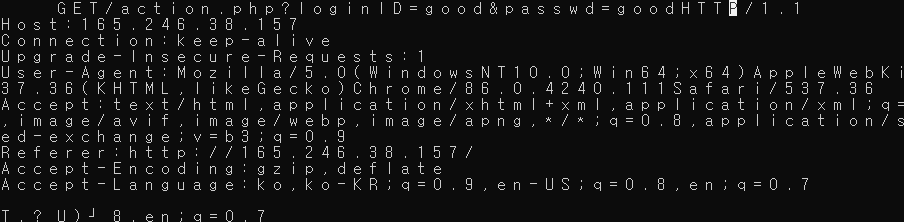 GET/action.php?loginID=good&passwd=goodHTTP/1.1
Host:165.246.38.157
Connection:keep-alive
Upgrade-Insecure-Requests:1
User-Agent:Mozilla/5.0(WindowsNT10.0;Win64;x64)AppleWebKi
37.36(KHTML,likeGecko)Chrome/86.0.4240.111Safari/537.36
Accept:text/html,application/xhtml+xml,application/xml;q=
,image/avif,image/webp,image/apng,*/*;q=0.8,application/s
ed-exchange;v=b3;q=0.9
Referer:http://165.246.38.157/
Accept-Encoding:gzip,deflate
Accept-Language:ko,ko-KR;q=0.9,en-US;q=0.8,en;q=0.7
T.?U)┘8,en;q=0.7